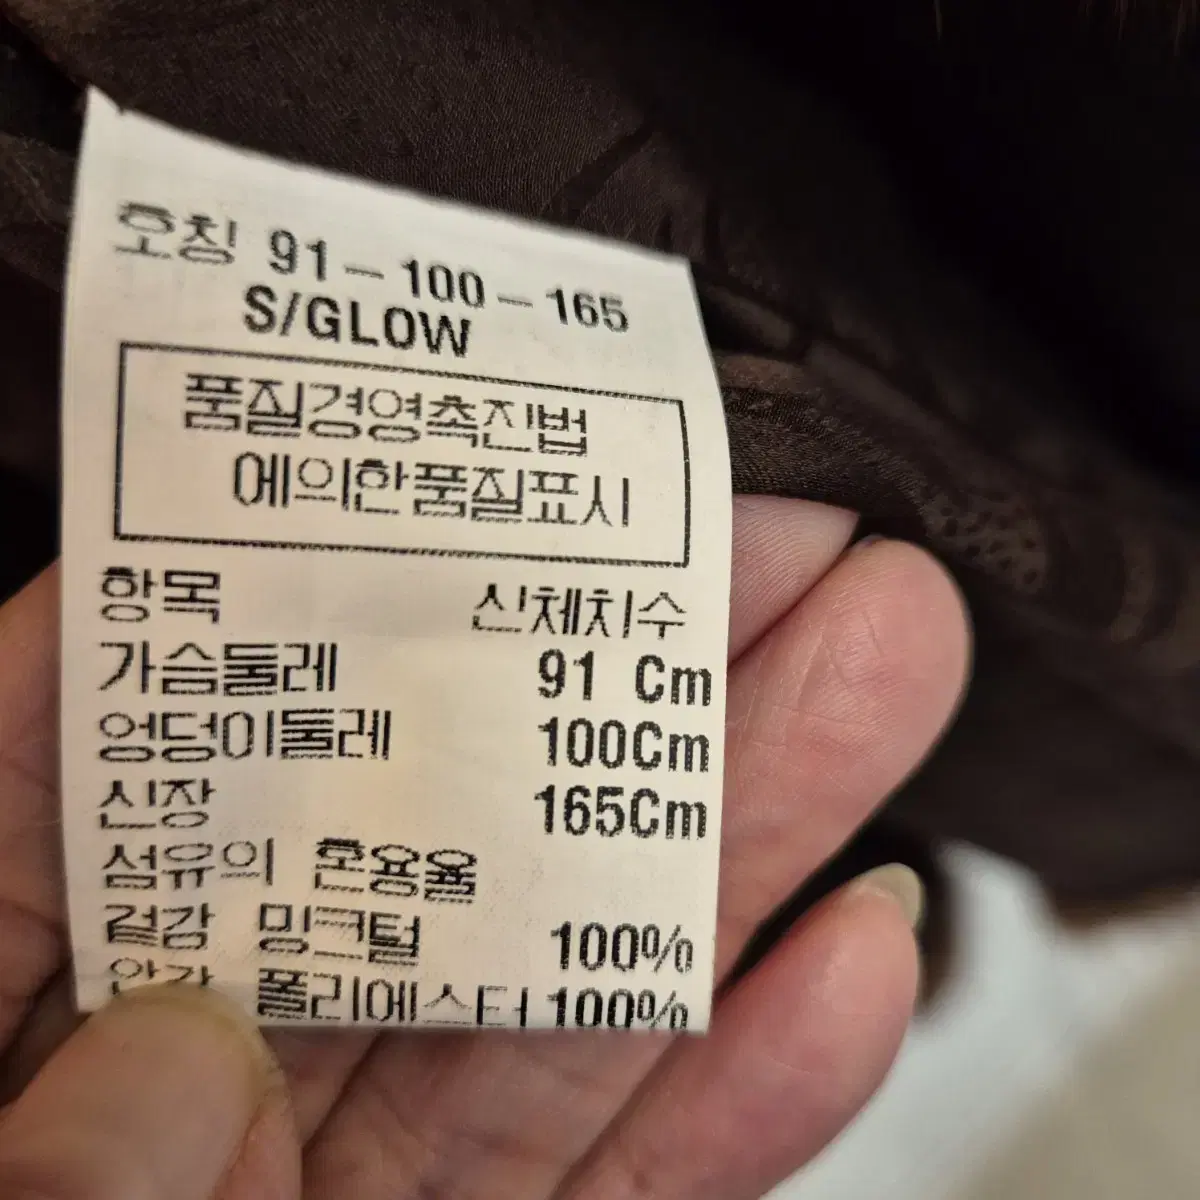 호칭 91-100-165
S/GLOW
품질경영촉진법
에의한품질표시
항목 신체치수
가슴둘레 91 Cm
엉덩이둘레 100Cm
신장 165Cm
섬유의 혼용율
겉감 밍크털 100%
안감 폴리에스터 100%